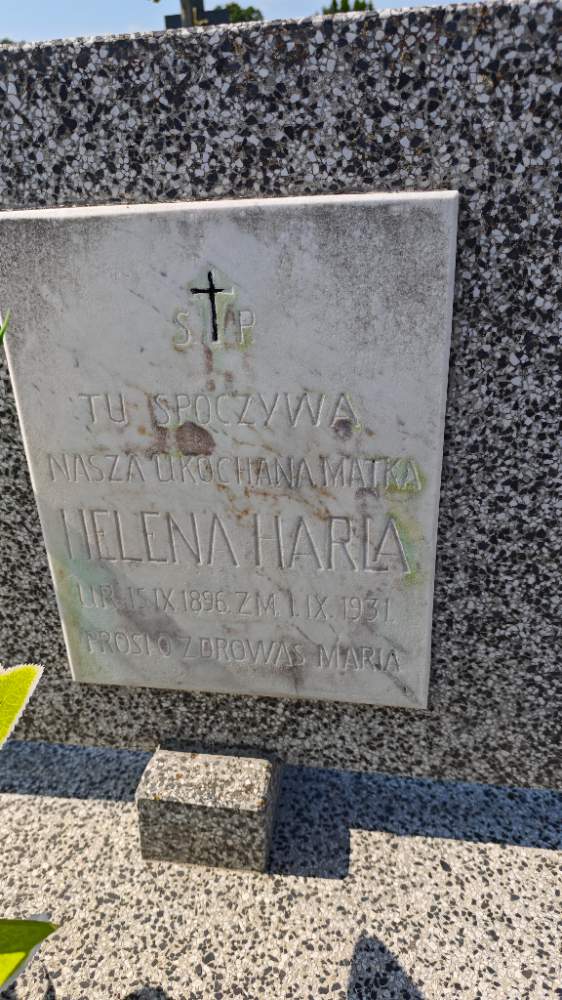 S P
TU SPOCZYWA
NASZA UKOCHANA MATKA
HELENA HARLA
UR. 15 IX 1896. ZM. 1. IX. 1931.
PROSI O ZDROWAŚ MARIA